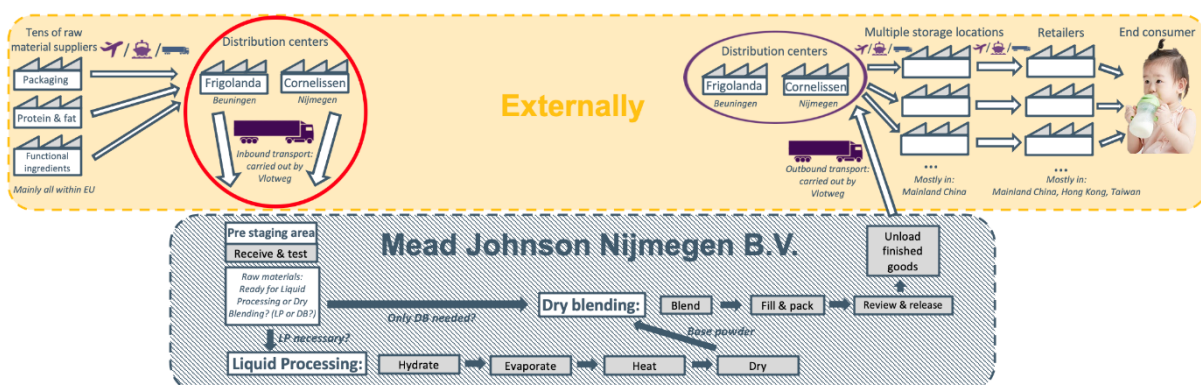 Tens of raw
material suppliers
Packaging
Protein & fat
Functional
ingredients
Mainly all within EU
Distribution centers
Frigolanda
Cornelissen
Beuningen
Nijmegen
Inbound transport:
carried out by
Vlotweg
Externally
Distribution centers
Frigolanda
Cornelissen
Beuningen
Nijmegen
Outbound transport:
carried out by
Vlotweg
Multiple storage locations
...
Mostly in:
Mainland China
Retailers
...
Mostly in:
Mainland China, Hong Kong, Taiwan
End consumer
Mead Johnson Nijmegen B.V.
Pre staging area
Receive & test
Raw materials:
Ready for Liquid
Processing or Dry
Blending? (LP or DB?)
Only DB needed?
LP necessary?
Dry blending:
Blend
Fill & pack
Review & release
Unload
finished
goods
Base powder
Liquid Processing:
Hydrate
Evaporate
Heat
Dry